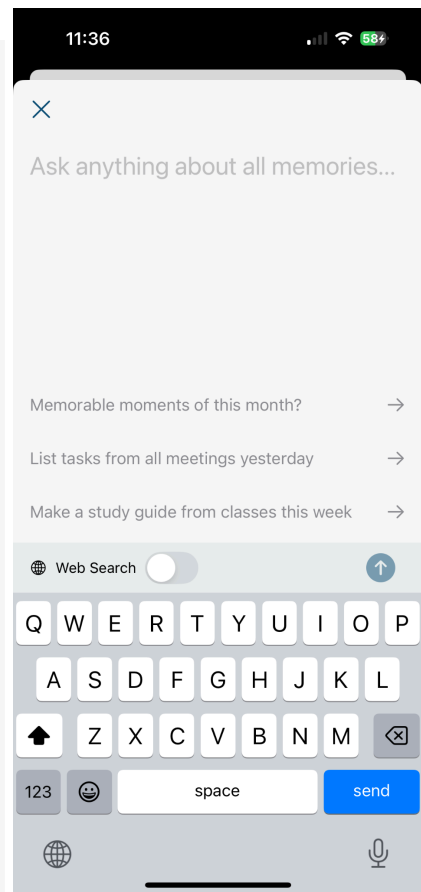 11:36
58
Ask anything about all memories...
Memorable moments of this month?
List tasks from all meetings yesterday
Make a study guide from classes this week
Web Search
Q W E R T Y U I O P
A S D F G H J K L
Z X C V B N M
123 space send